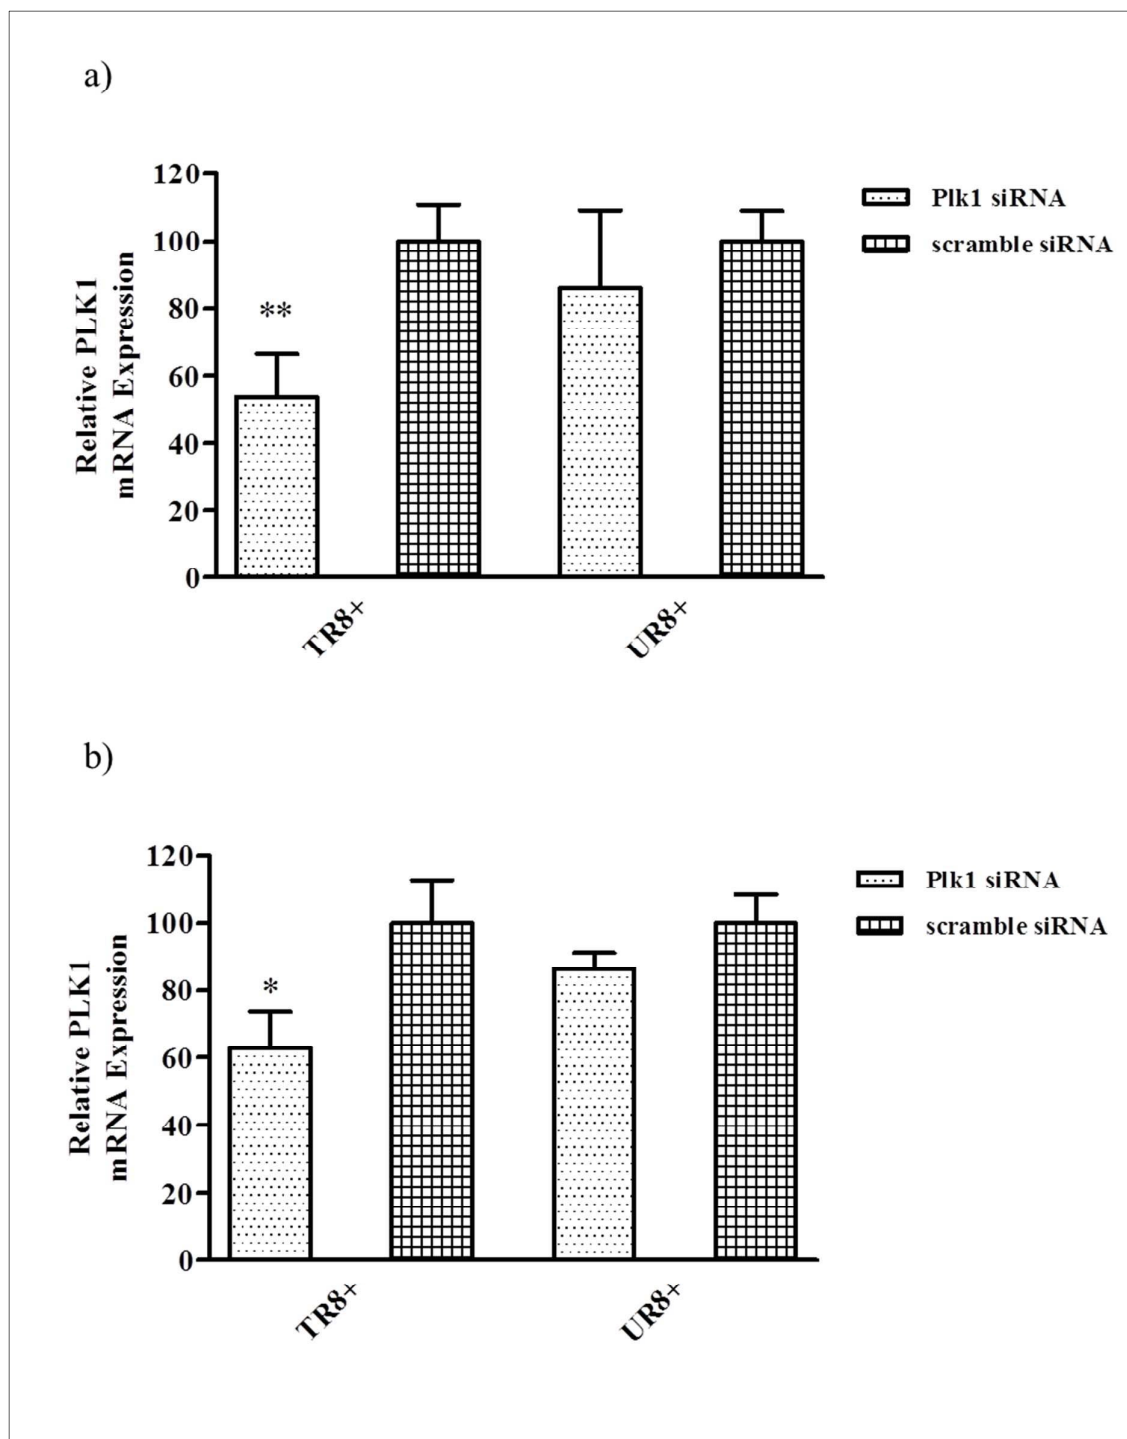 a)
120
100
80
60
40
20
0
Relative PLK1
mRNA Expression
**
TR8+
UR8+
Plk1 siRNA
scramble siRNA
b)
120
100
80
60
40
20
0
Relative PLK1
mRNA Expression
*
TR8+
UR8+
Plk1 siRNA
scramble siRNA